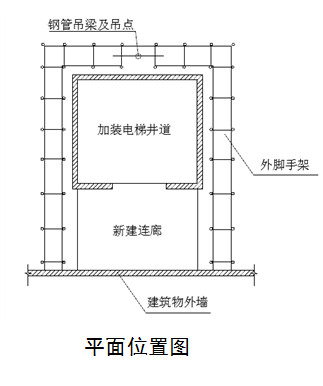 钢管吊梁及吊点
加装电梯井道
外脚手架
新建连廊
建筑物外墙
平面位置图